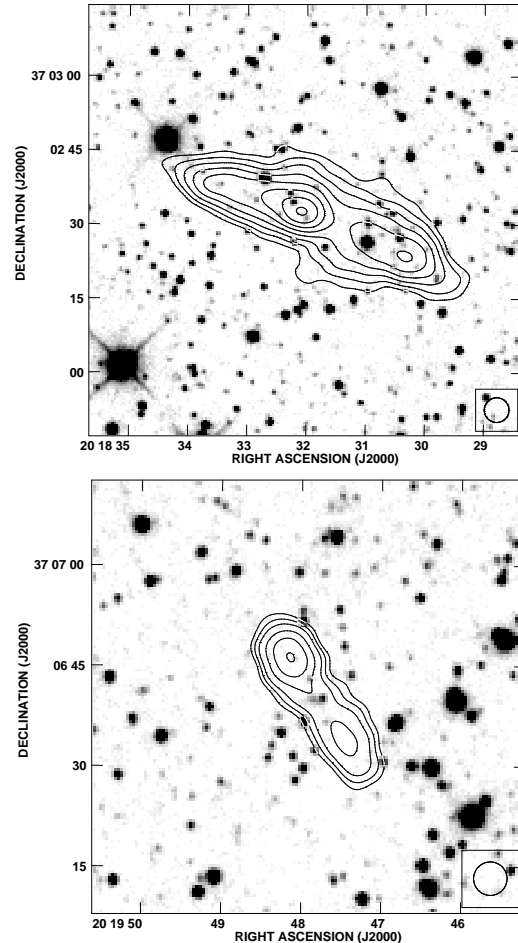 DECLINATION (J2000)
37 03 00
02 45
30
15
00
20 18 35 34 33 32 31 30 29
RIGHT ASCENSION (J2000)
DECLINATION (J2000)
37 07 00
06 45
30
15
20 19 50 49 48 47 46
RIGHT ASCENSION (J2000)